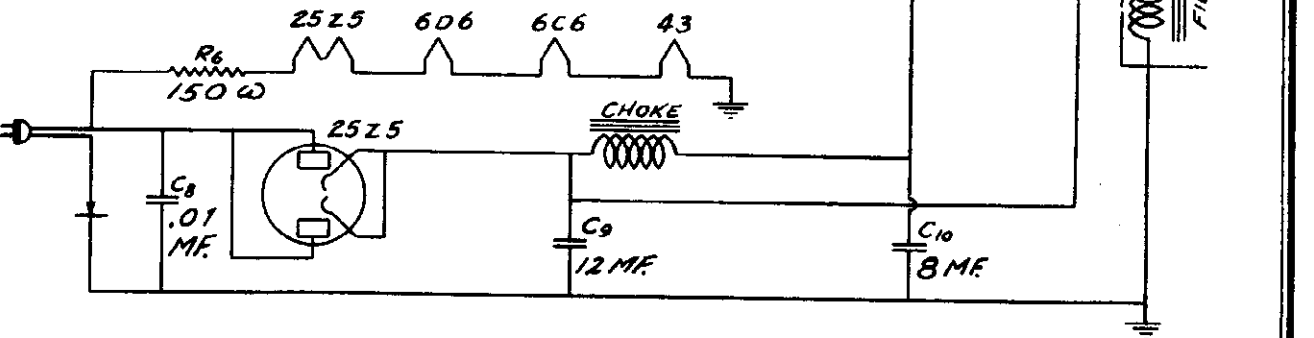 25Z5 6D6 6C6 43
R6
150 ω
CHOKE
25Z5
C8
.01
MF.
C9
12 MF.
C10
8 MF.